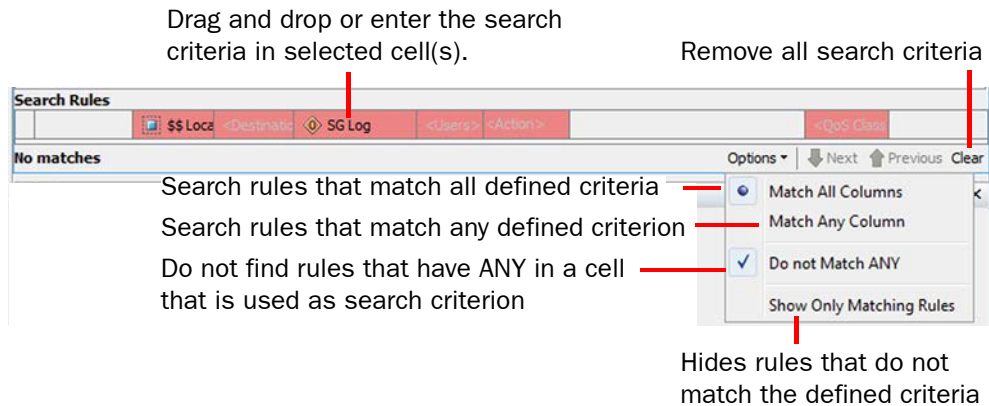 Drag and drop or enter the search
criteria in selected cell(s).
Remove all search criteria
Search Rules
$$ Loca <Destinatic SG Log <Users> <Action> <QoS Class
No matches Options Next Previous Clear
Search rules that match all defined criteria
Match All Columns
Search rules that match any defined criterion
Match Any Column
Do not find rules that have ANY in a cell
that is used as search criterion
Do not Match ANY
Show Only Matching Rules
Hides rules that do not
match the defined criteria